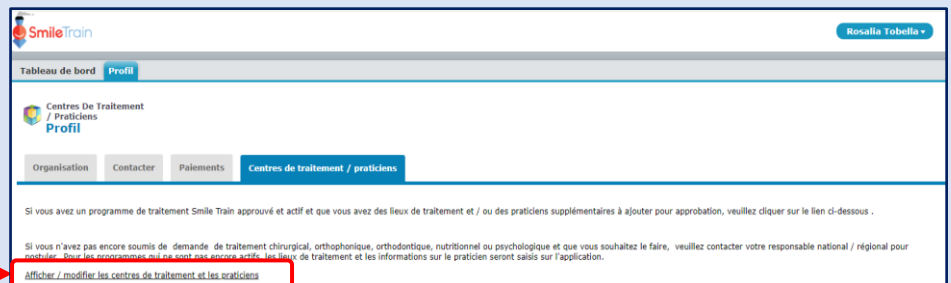 SmileTrain
Rosalia Tobella
Tableau de bord Profil
Centres De Traitement
/ Praticiens
Profil
Organisation Contacter Paiements Centres de traitement / praticiens
Si vous avez un programme de traitement Smile Train approuvé et actif et que vous avez des lieux de traitement et / ou des praticiens supplémentaires à ajouter pour approbation, veuillez cliquer sur le lien ci-dessous .
Si vous n'avez pas encore soumis de demande de traitement chirurgical, orthophonique, orthodontique, nutritionnel ou psychologique et que vous souhaitez le faire, veuillez contacter votre responsable national / régional pour
postuler. Pour les programmes qui ne sont pas encore actifs, les lieux de traitement et les informations sur le praticien seront saisis sur l'application.
Afficher / modifier les centres de traitement et les praticiens